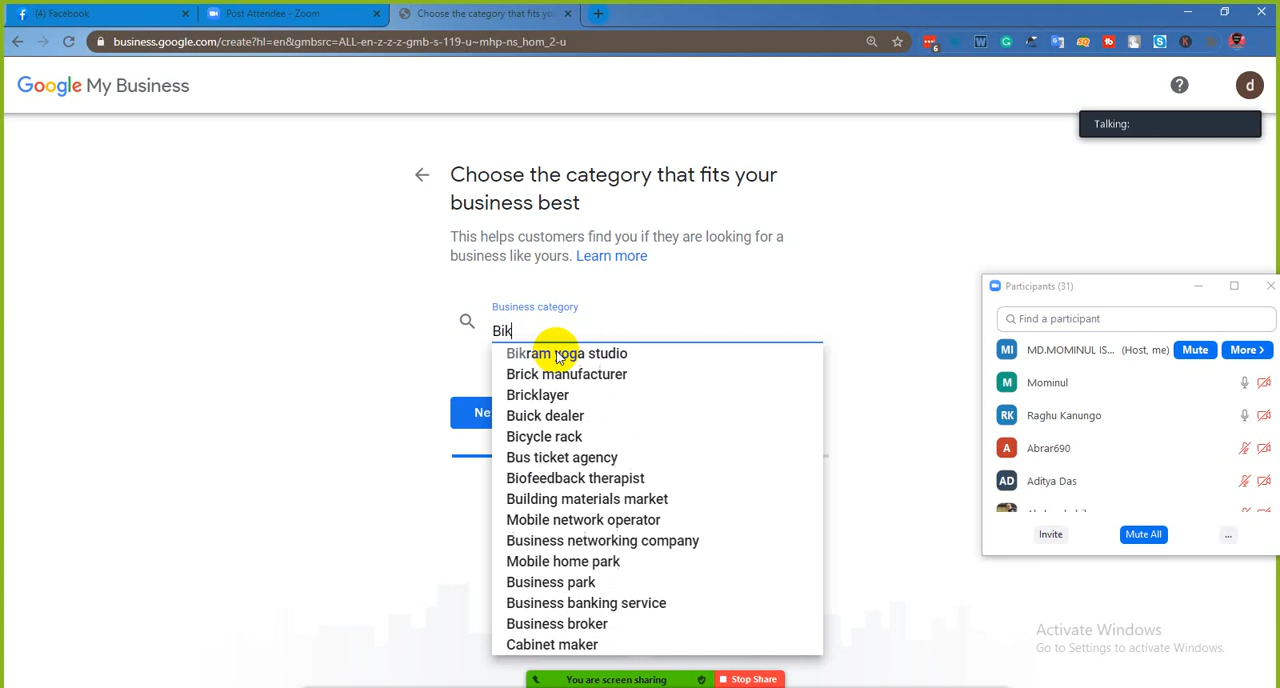 (4) Facebook
Post Attendee - Zoom
Choose the category that fits you
business.google.com/create?hl=en&gmbsrc=ALL-en-z-z-z-gmb-s-119-u~mhp-ns_hom_2-u
6
Google My Business
d
Talking:
Choose the category that fits your
business best
This helps customers find you if they are looking for a
business like yours. Learn more
Business category
Bik
Bikram yoga studio
Brick manufacturer
Bricklayer
Buick dealer
Bicycle rack
Bus ticket agency
Biofeedback therapist
Building materials market
Mobile network operator
Business networking company
Mobile home park
Business park
Business banking service
Business broker
Cabinet maker
Ne
Participants (31)
Find a participant
MI MD.MOMINUL IS... (Host, me) Mute More >
M Mominul
RK Raghu Kanungo
A Abrar690
AD Aditya Das
Invite Mute All ...
Activate Windows
Go to Settings to activate Windows.
You are screen sharing Stop Share